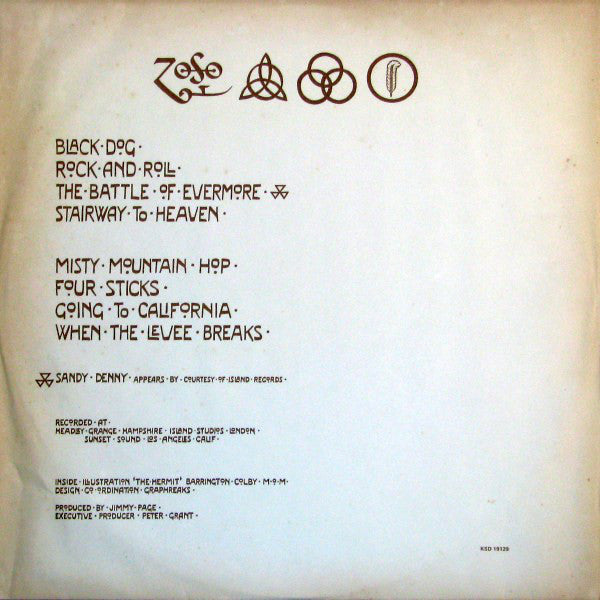 Zoso
BLACK·DOG·
ROCK·AND·ROLL·
THE·BATTLE·OF·EVERMORE·
STAIRWAY·TO·HEAVEN·
MISTY·MOUNTAIN·HOP·
FOUR·STICKS·
GOING·TO·CALIFORNIA·
WHEN·THE·LEVEE·BREAKS·
SANDY·DENNY·APPEARS·BY·COURTESY·OF·ISLAND·RECORDS·
RECORDED·AT·
HEADLEY·GRANGE·HAMPSHIRE·ISLAND·STUDIOS·LONDON·
SUNSET·SOUND·LOS·ANGELES·CALIF·
INSIDE·ILLUSTRATION 'THE·HERMIT' BARRINGTON·COLBY·M·O·M·
DESIGN·CO·ORDINATION·GRAPHREAKS·
PRODUCED·BY·JIMMY·PAGE·
EXECUTIVE·PRODUCER·PETER·GRANT·
KSD 19129